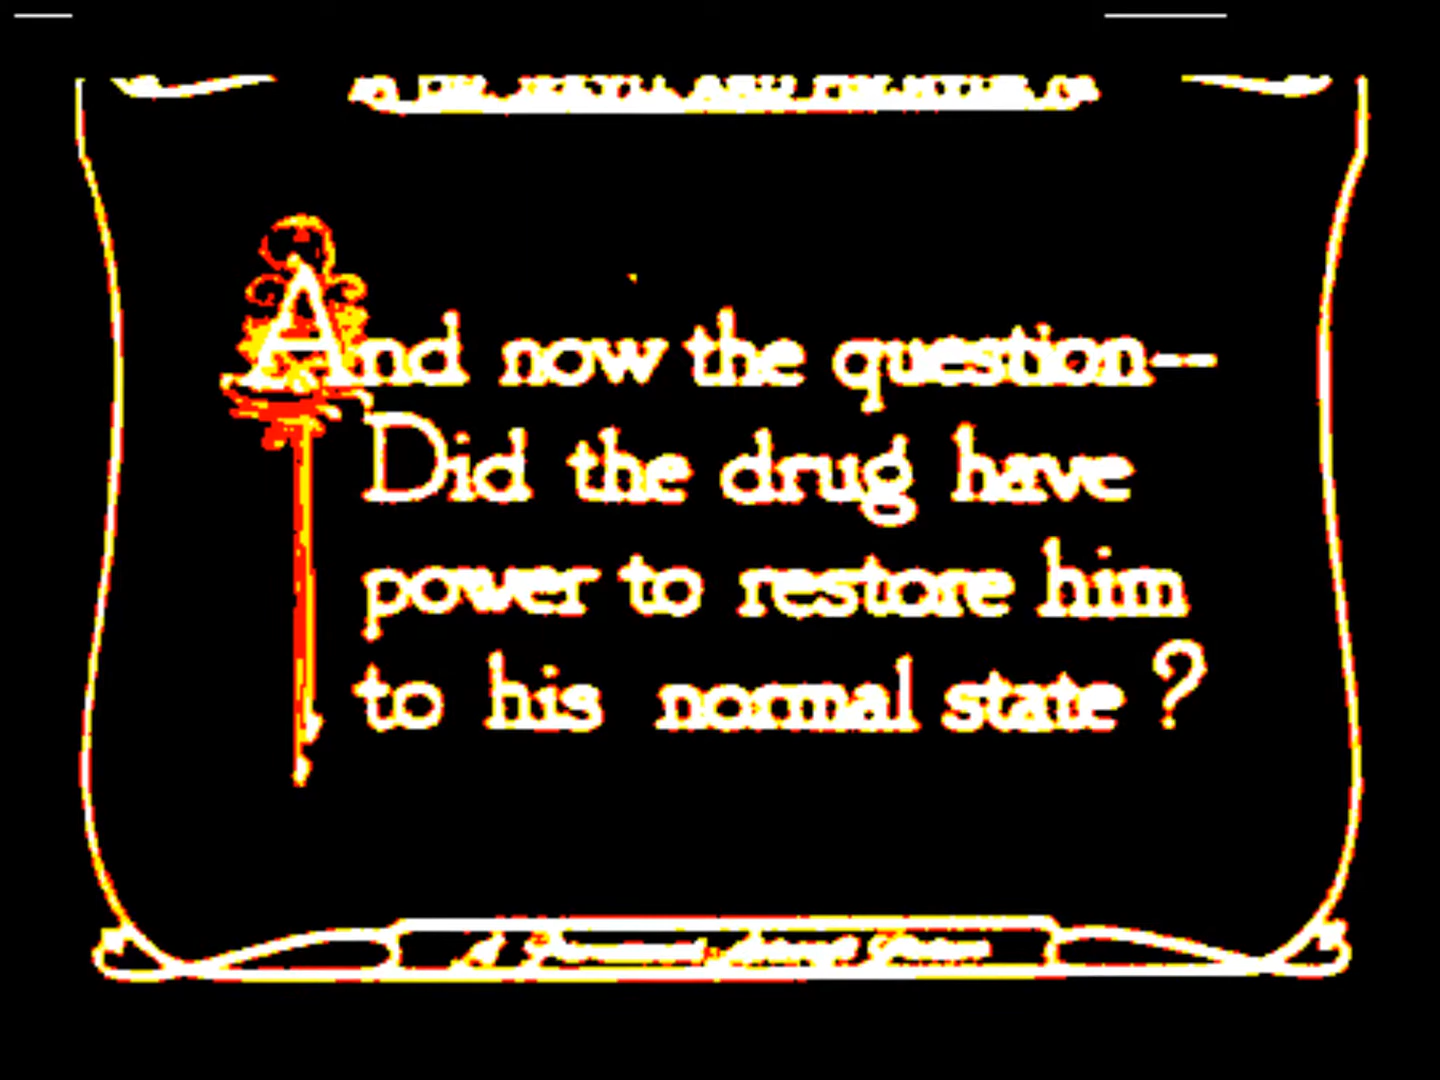 And now the question--
Did the drug have
power to restore him
to his normal state?